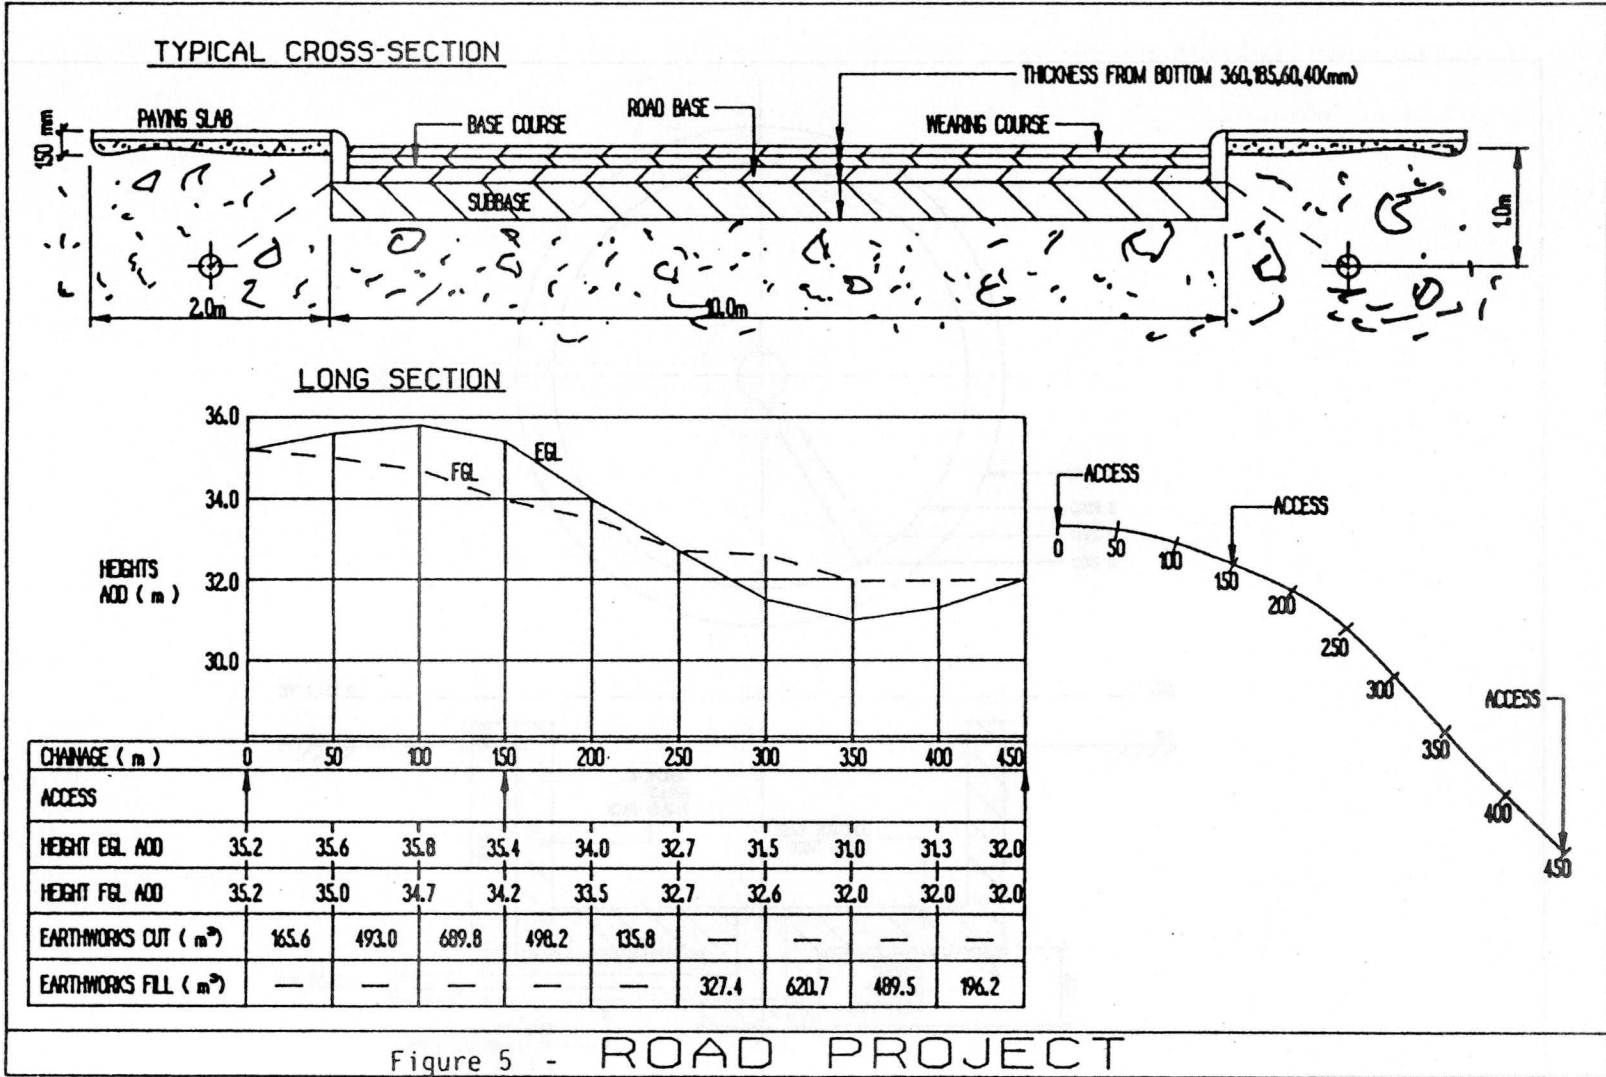 TYPICAL CROSS-SECTION
THICKNESS FROM BOTTOM 360,185,60,40(mm)
PAVING SLAB
BASE COURSE
ROAD BASE
WEARING COURSE
150 mm
SUBBASE
1.0m
2.0m
10.0m
LONG SECTION
36.0
34.0
32.0
30.0
HEIGHTS
AOD ( m )
EGL
FGL
ACCESS
ACCESS
ACCESS
0
50
100
150
200
250
300
350
400
450
CHAINAGE ( m ) 0 50 100 150 200 250 300 350 400 450
ACCESS
HEIGHT EGL AOD 35.2 35.6 35.8 35.4 34.0 32.7 31.5 31.0 31.3 32.0
HEIGHT FGL AOD 35.2 35.0 34.7 34.2 33.5 32.7 32.6 32.0 32.0 32.0
EARTHWORKS CUT ( m³) 165.6 493.0 689.8 498.2 135.8 — — — —
EARTHWORKS FILL ( m³) — — — — — 327.4 620.7 489.5 196.2
Figure 5 - ROAD PROJECT